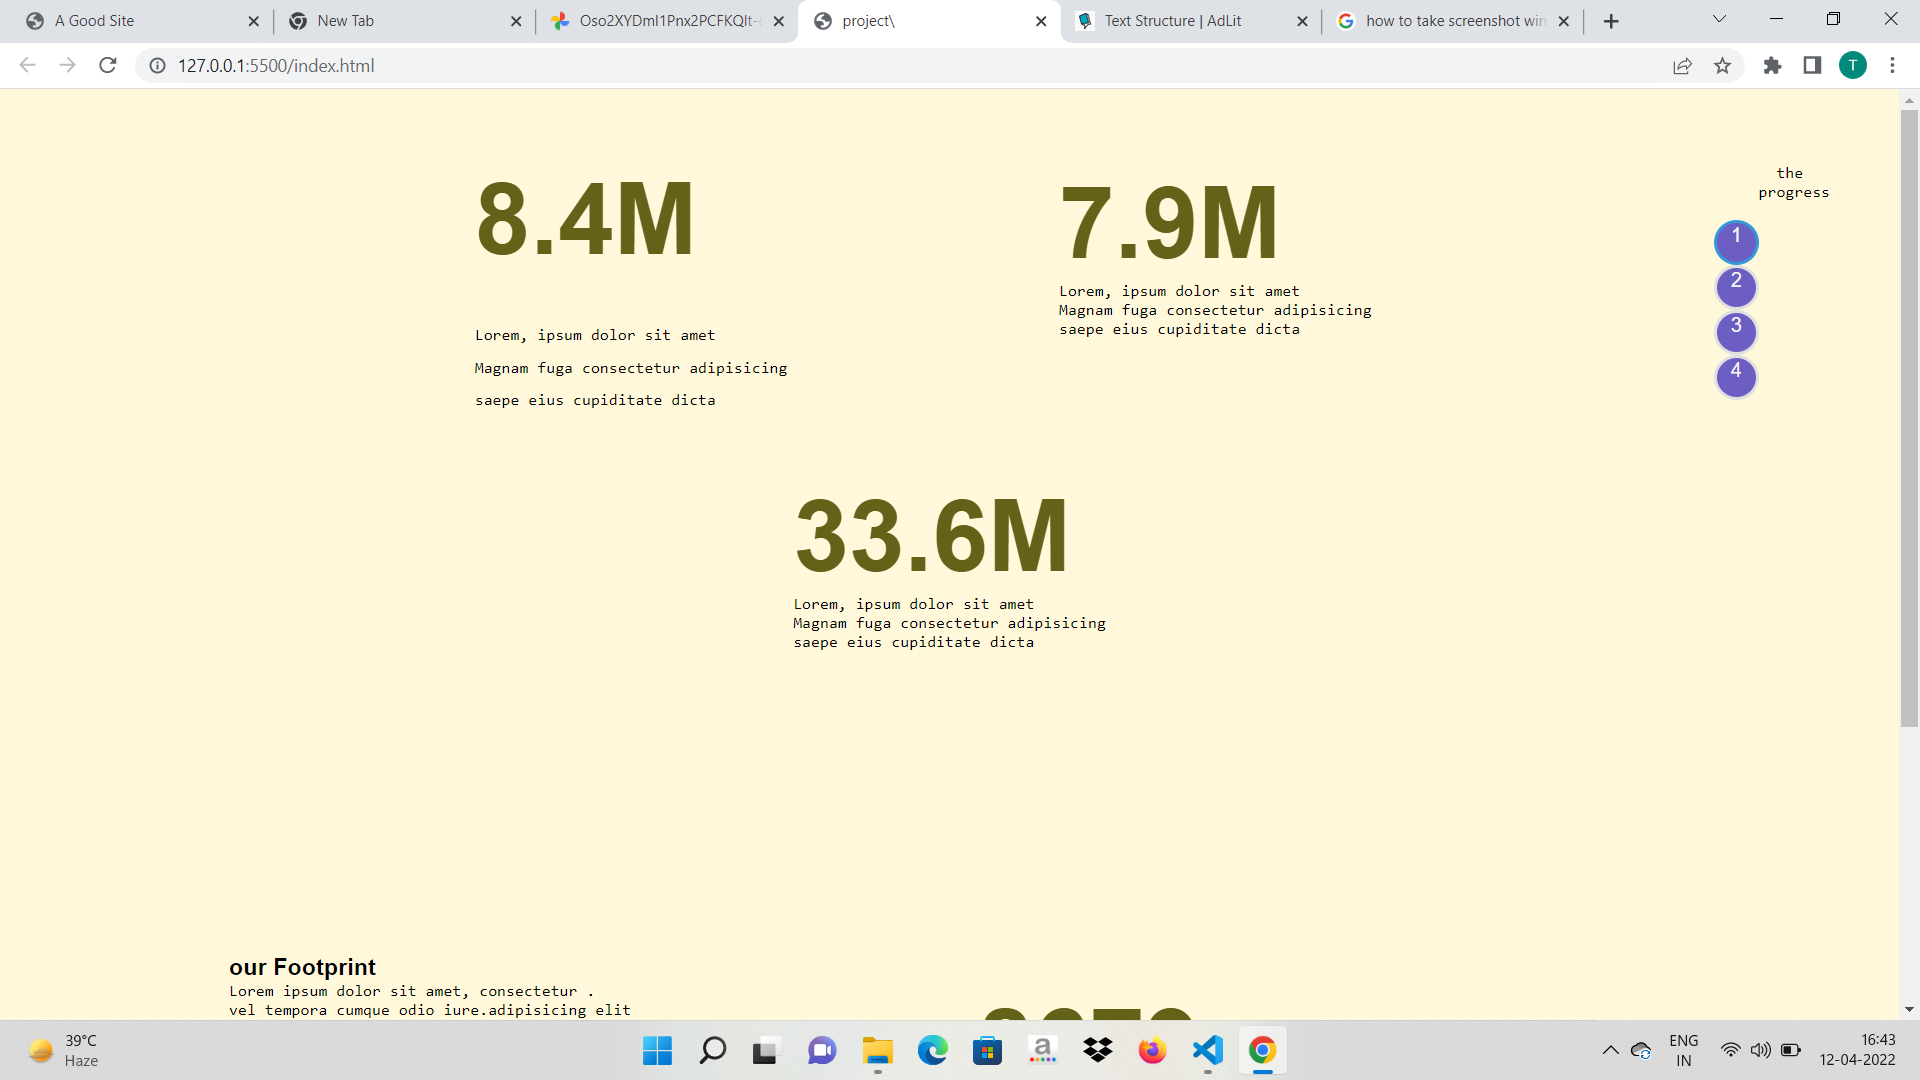 A Good Site
New Tab
Oso2XYDml1Pnx2PCFKQlt-
project\
Text Structure | AdLit
how to take screenshot win
127.0.0.1:5500/index.html
T
8.4M
Lorem, ipsum dolor sit amet
Magnam fuga consectetur adipisicing
saepe eius cupiditate dicta
7.9M
Lorem, ipsum dolor sit amet
Magnam fuga consectetur adipisicing
saepe eius cupiditate dicta
the
progress
1
2
3
4
33.6M
Lorem, ipsum dolor sit amet
Magnam fuga consectetur adipisicing
saepe eius cupiditate dicta
our Footprint
Lorem ipsum dolor sit amet, consectetur .
vel tempora cumque odio iure.adipisicing elit
39°C
Haze
a
ENG
IN
16:43
12-04-2022